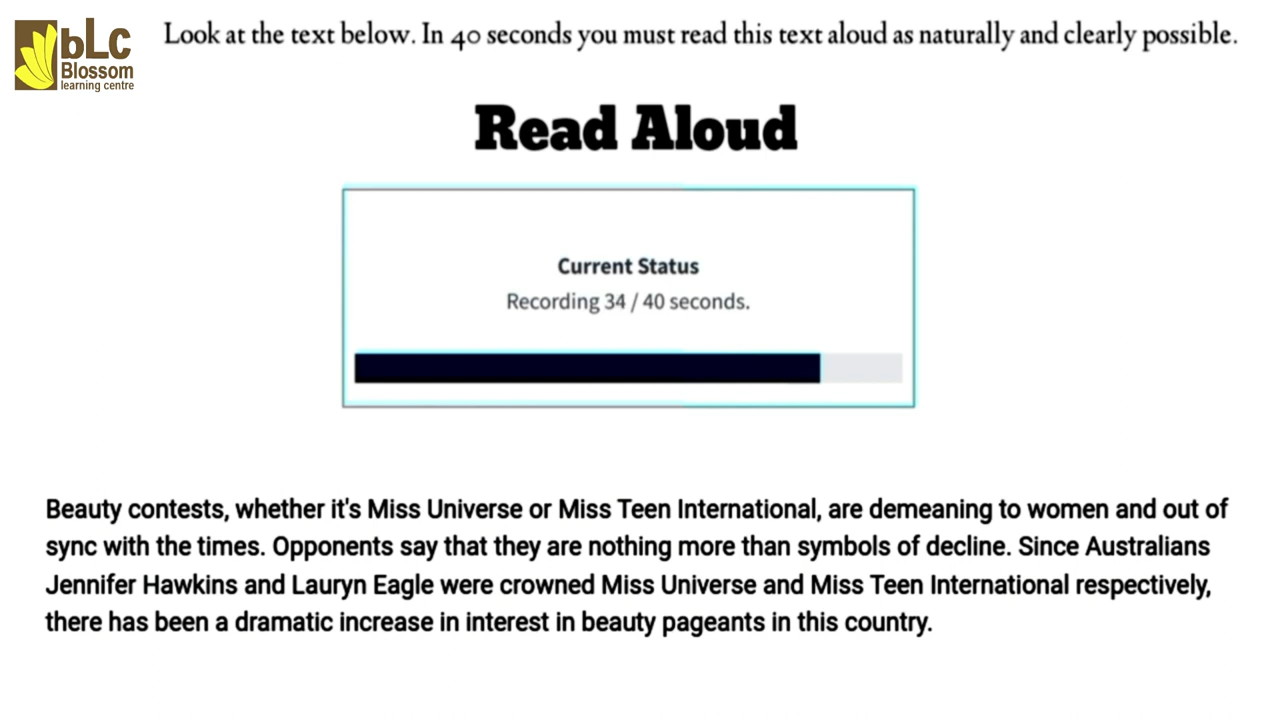 bLC
Blossom
learning centre
Look at the text below. In 40 seconds you must read this text aloud as naturally and clearly possible.
Read Aloud
Current Status
Recording 34 / 40 seconds.
Beauty contests, whether it's Miss Universe or Miss Teen International, are demeaning to women and out of
sync with the times. Opponents say that they are nothing more than symbols of decline. Since Australians
Jennifer Hawkins and Lauryn Eagle were crowned Miss Universe and Miss Teen International respectively,
there has been a dramatic increase in interest in beauty pageants in this country.